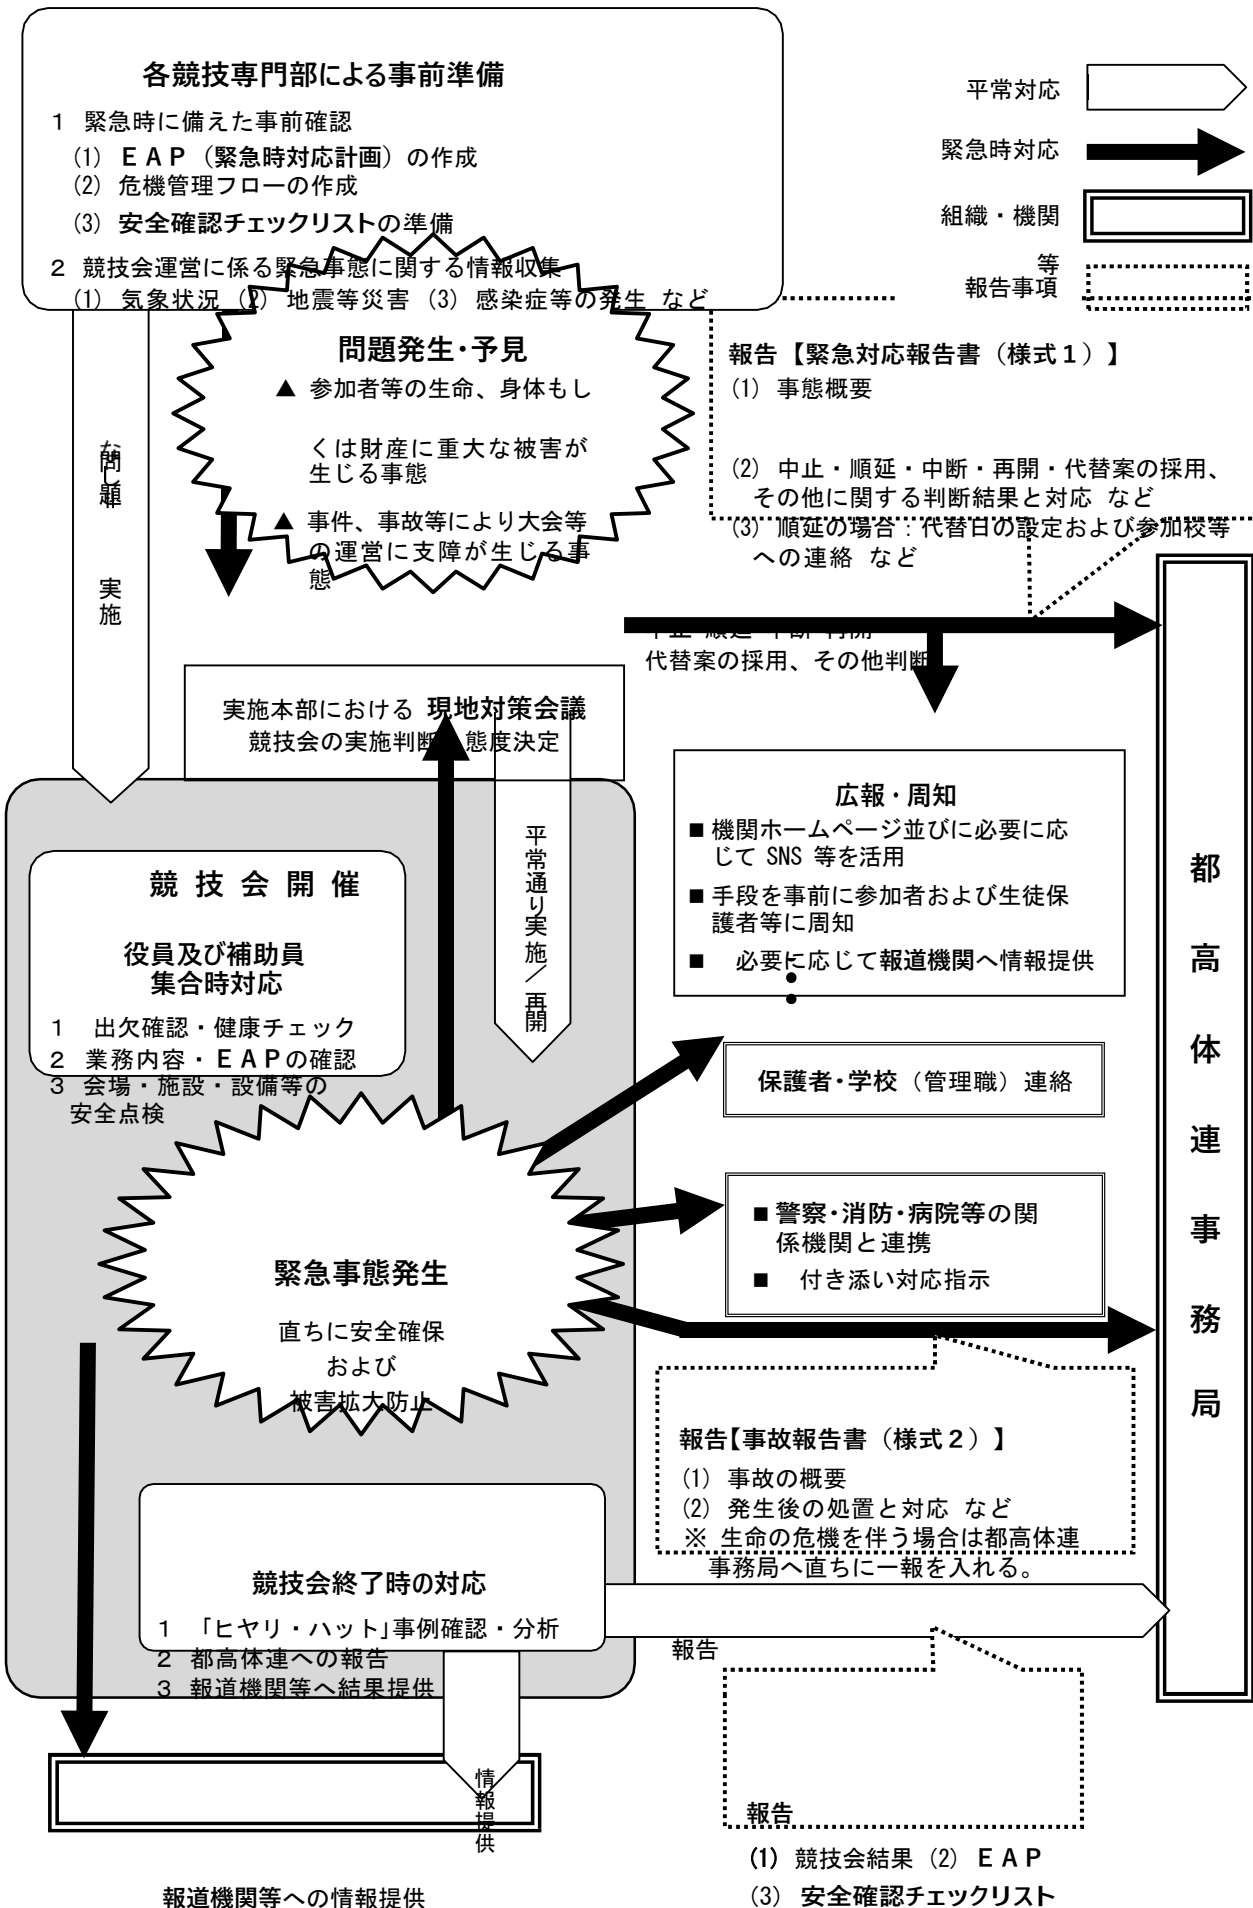 各競技専門部による事前準備
1 緊急時に備えた事前確認
(1) ＥＡＰ（緊急時対応計画）の作成
(2) 危機管理フローの作成
(3) 安全確認チェックリストの準備
2 競技会運営に係る緊急事態に関する情報収集
(1) 気象状況 (2) 地震等災害 (3) 感染症等の発生 など
平常対応
緊急時対応
組織・機関
等
報告事項
問題発生・予見
▲ 参加者等の生命、身体もし
くは財産に重大な被害が
生じる事態
▲ 事件、事故等により大会等
の運営に支障が生じる事
態
報告【緊急対応報告書（様式１）】
(1) 事態概要
(2) 中止・順延・中断・再開・代替案の採用、
その他に関する判断結果と対応 など
(3) 順延の場合：代替日の設定および参加校等
への連絡 など
実施
代替案の採用、その他判断
実施本部における 現地対策会議
競技会の実施判断 態度決定
平常通り実施／再開
広報・周知
■ 機関ホームページ並びに必要に応
じて SNS 等を活用
■ 手段を事前に参加者および生徒保
護者等に周知
■ 必要に応じて報道機関へ情報提供
競技会開催
役員及び補助員
集合時対応
1 出欠確認・健康チェック
2 業務内容・ＥＡＰの確認
3 会場・施設・設備等の
安全点検
保護者・学校（管理職）連絡
■ 警察・消防・病院等の関
係機関と連携
■ 付き添い対応指示
都高体連事務局
緊急事態発生
直ちに安全確保
および
被害拡大防止
報告【事故報告書（様式２）】
(1) 事故の概要
(2) 発生後の処置と対応 など
※ 生命の危機を伴う場合は都高体連
事務局へ直ちに一報を入れる。
競技会終了時の対応
1 「ヒヤリ・ハット」事例確認・分析
2 都高体連への報告
3 報道機関等へ結果提供
報告
情報提供
報告
(1) 競技会結果 (2) ＥＡＰ
(3) 安全確認チェックリスト
報道機関等への情報提供